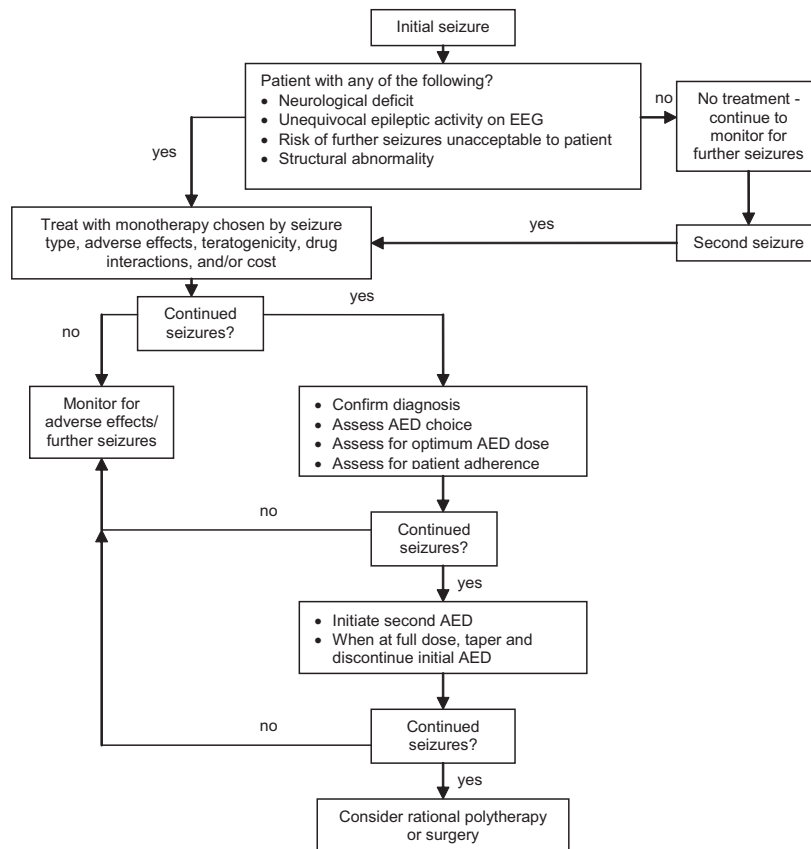 Initial seizure
Patient with any of the following?
• Neurological deficit
• Unequivocal epileptic activity on EEG
• Risk of further seizures unacceptable to patient
• Structural abnormality
no
No treatment -
continue to
monitor for
further seizures
yes
Treat with monotherapy chosen by seizure
type, adverse effects, teratogenicity, drug
interactions, and/or cost
yes
Second seizure
Continued
seizures?
yes
no
Monitor for
adverse effects/
further seizures
• Confirm diagnosis
• Assess AED choice
• Assess for optimum AED dose
• Assess for patient adherence
no
Continued
seizures?
yes
• Initiate second AED
• When at full dose, taper and
discontinue initial AED
no
Continued
seizures?
yes
Consider rational polytherapy
or surgery